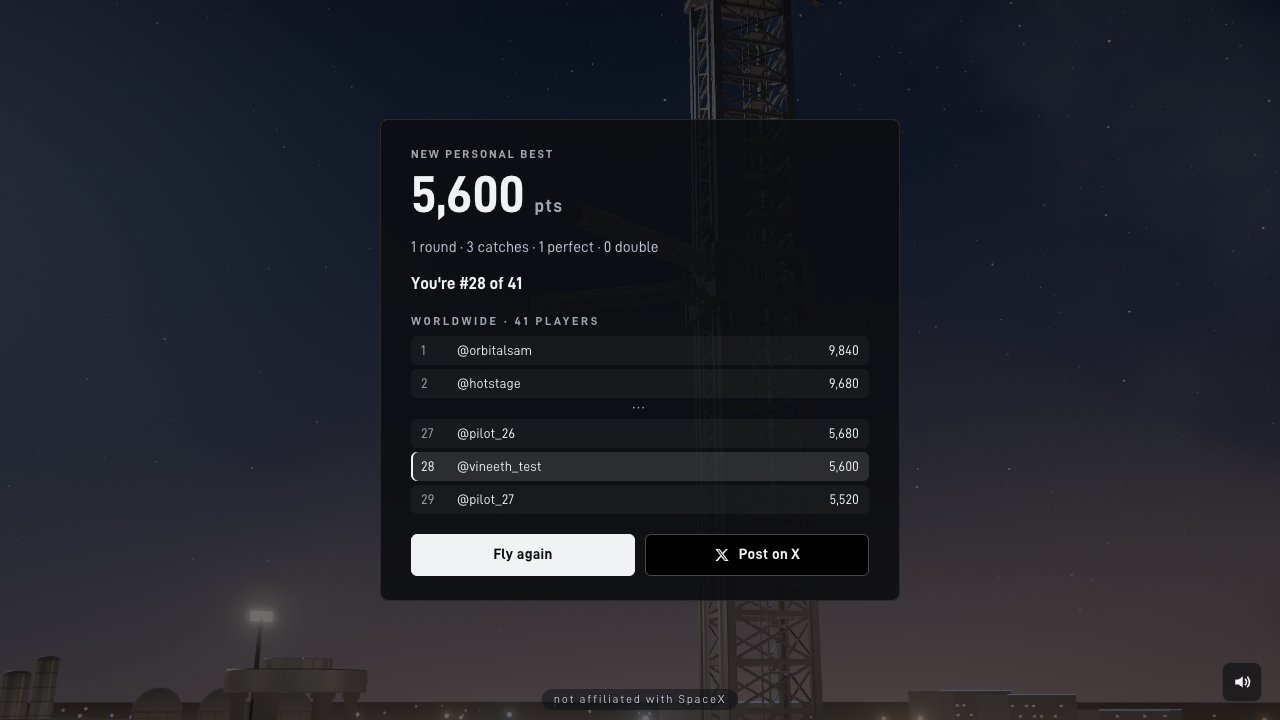 NEW PERSONAL BEST
5,600 pts
1 round · 3 catches · 1 perfect · 0 double
You're #28 of 41
WORLDWIDE · 41 PLAYERS
1 @orbitalsam 9,840
2 @hotstage 9,680
...
27 @pilot_26 5,680
28 @vineeth_test 5,600
29 @pilot_27 5,520
Fly again
Post on X
not affiliated with SpaceX